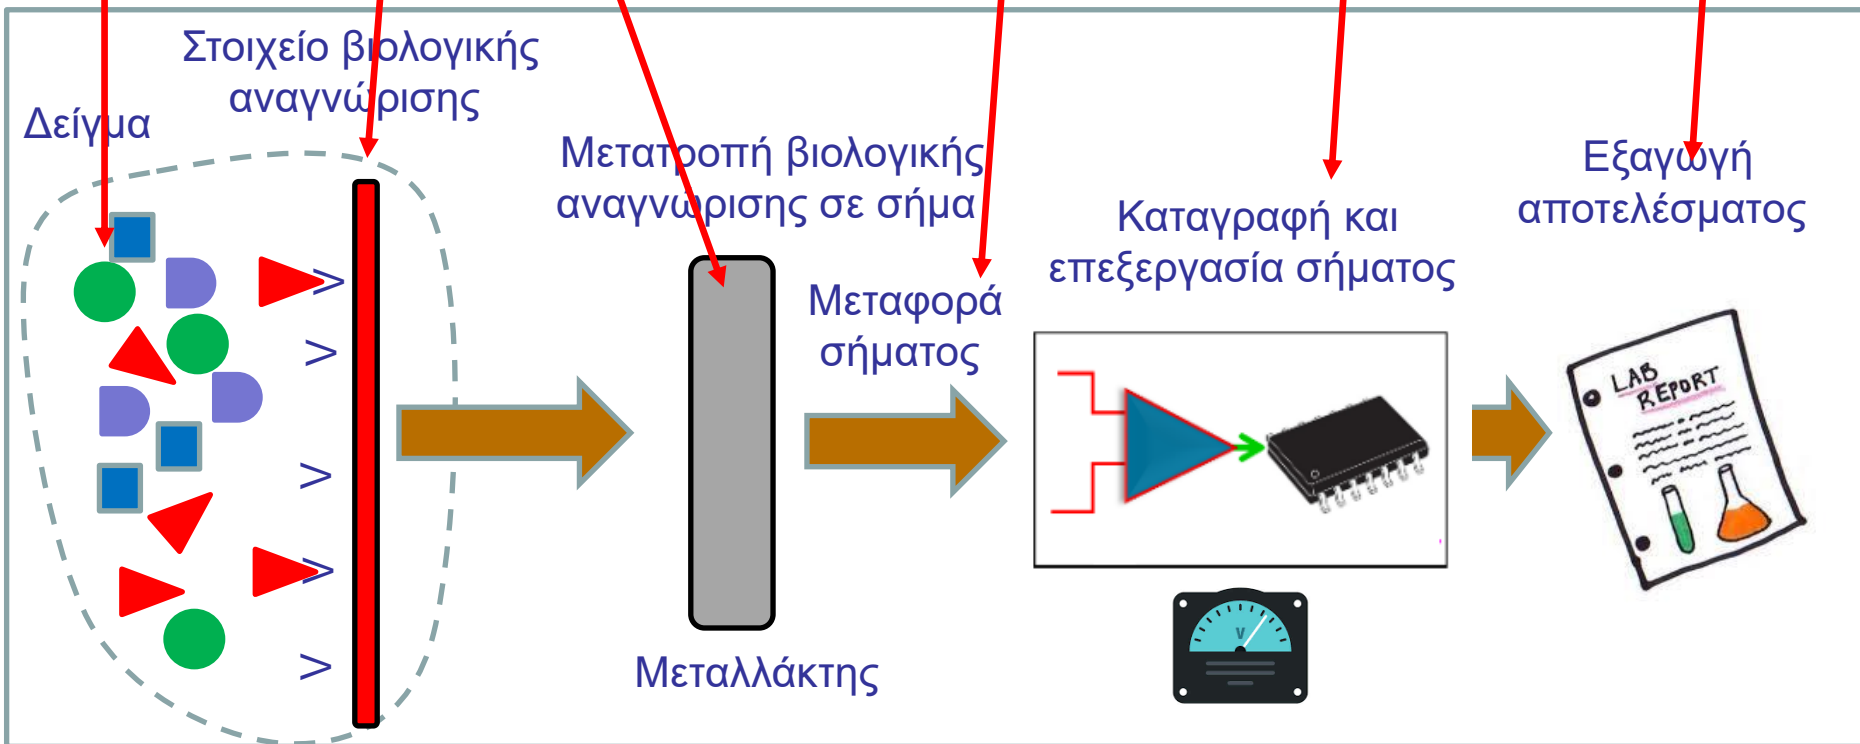 Στοιχείο βιολογικής
αναγνώρισης
Δείγμα
Μετατροπή βιολογικής
αναγνώρισης σε σήμα
Μεταφορά
σήματος
Καταγραφή και
επεξεργασία σήματος
Εξαγωγή
αποτελέσματος
>
>
>
>
>
LAB
REPORT
V
Μεταλλάκτης